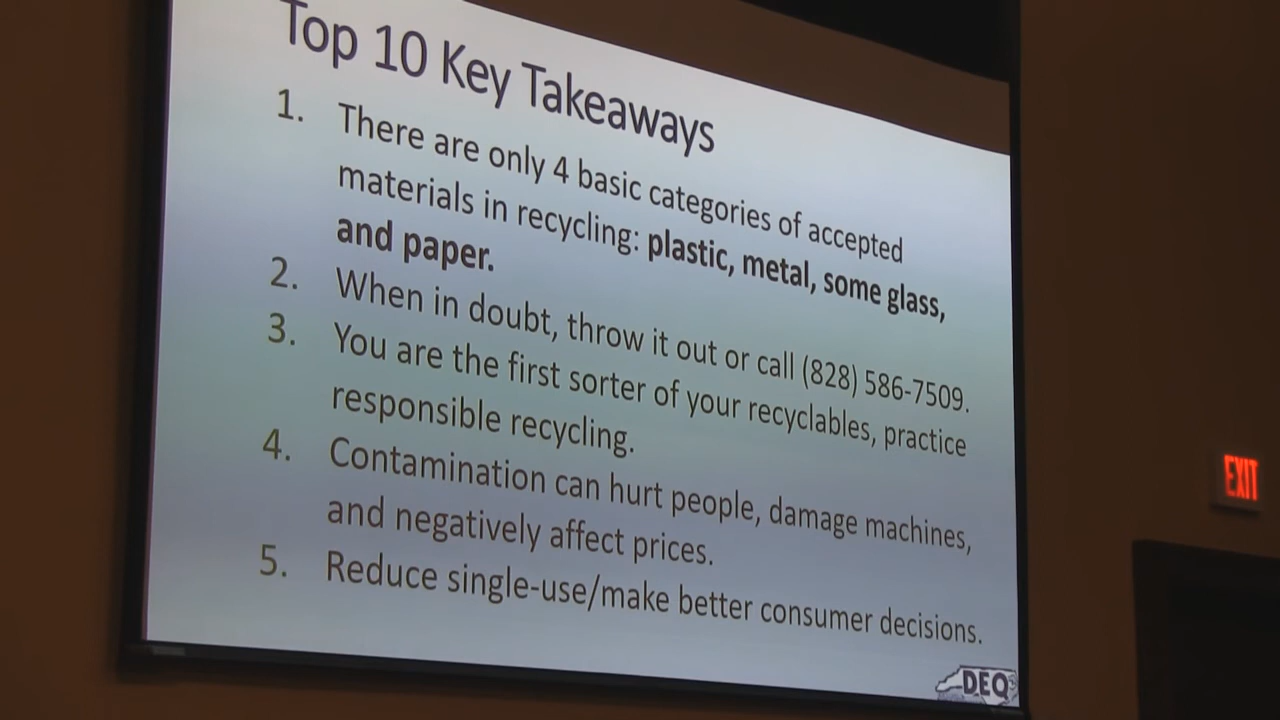 Top 10 Key Takeaways
1. There are only 4 basic categories of accepted
materials in recycling: plastic, metal, some glass,
and paper.
2. When in doubt, throw it out or call (828) 586-7509.
3. You are the first sorter of your recyclables, practice
responsible recycling.
4. Contamination can hurt people, damage machines,
and negatively affect prices.
5. Reduce single-use/make better consumer decisions.
DEQ
EXIT